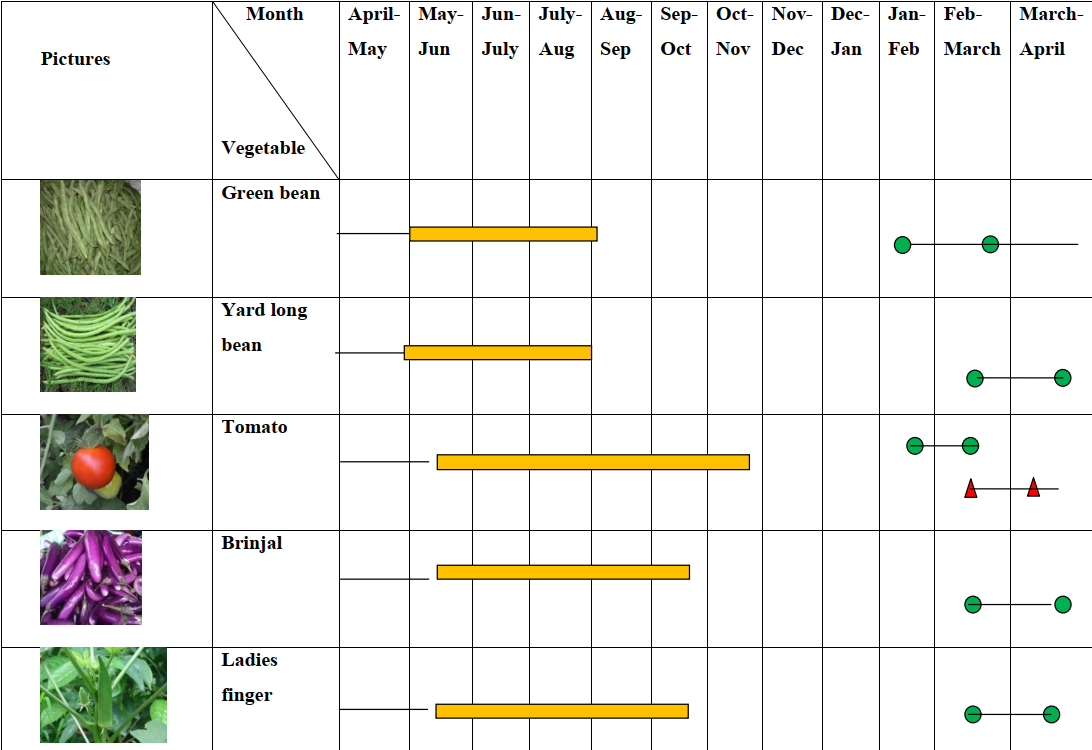 Month
Pictures
Vegetable
April-
May
May-
Jun
Jun-
July
July-
Aug
Aug-
Sep
Sep-
Oct
Oct-
Nov
Nov-
Dec
Dec-
Jan
Jan-
Feb
Feb-
March
March-
April
Green bean
Yard long
bean
Tomato
Brinjal
Ladies
finger